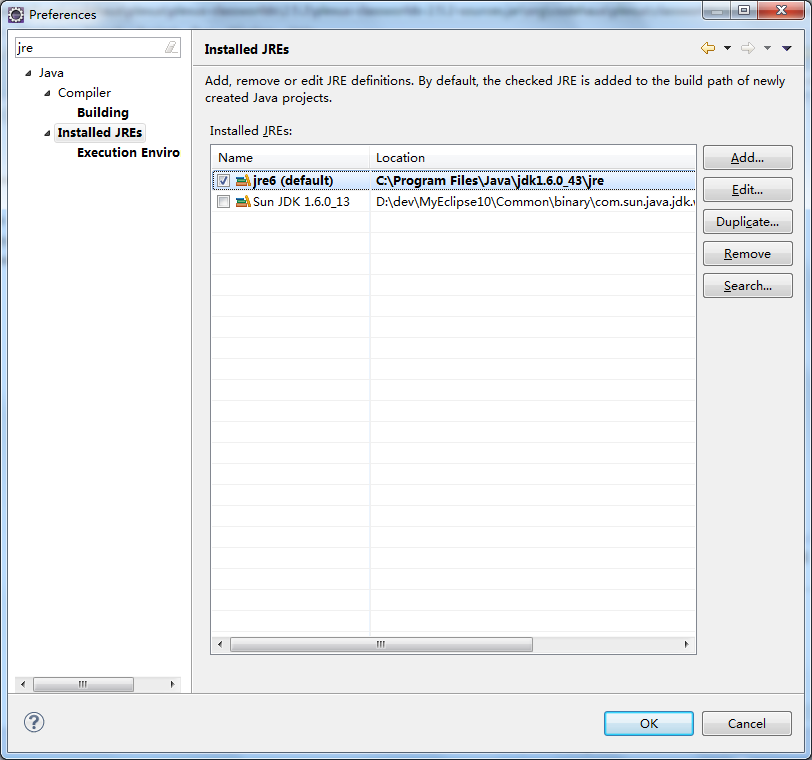 Preferences
jre
Java
Compiler
Building
Installed JREs
Execution Enviro
Installed JREs
Add, remove or edit JRE definitions. By default, the checked JRE is added to the build path of newly
created Java projects.
Installed JREs:
Name Location
jre6 (default) C:\Program Files\Java\jdk1.6.0_43\jre
Sun JDK 1.6.0_13 D:\dev\MyEclipse10\Common\binary\com.sun.java.jdk.w
Add...
Edit...
Duplicate...
Remove
Search...
OK
Cancel